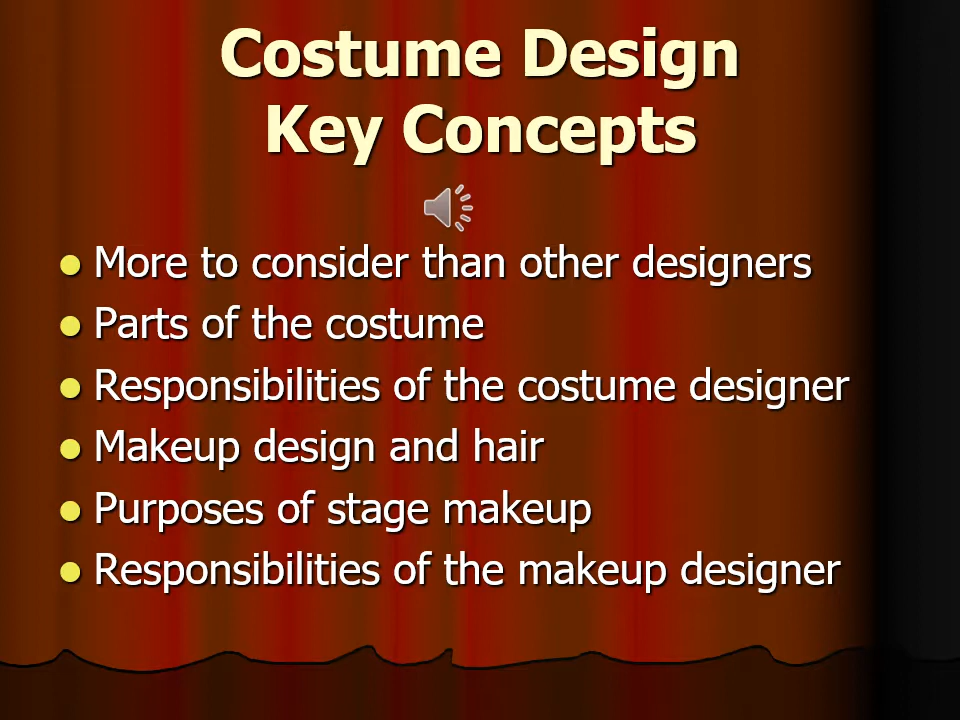 Costume Design
Key Concepts
More to consider than other designers
Parts of the costume
Responsibilities of the costume designer
Makeup design and hair
Purposes of stage makeup
Responsibilities of the makeup designer